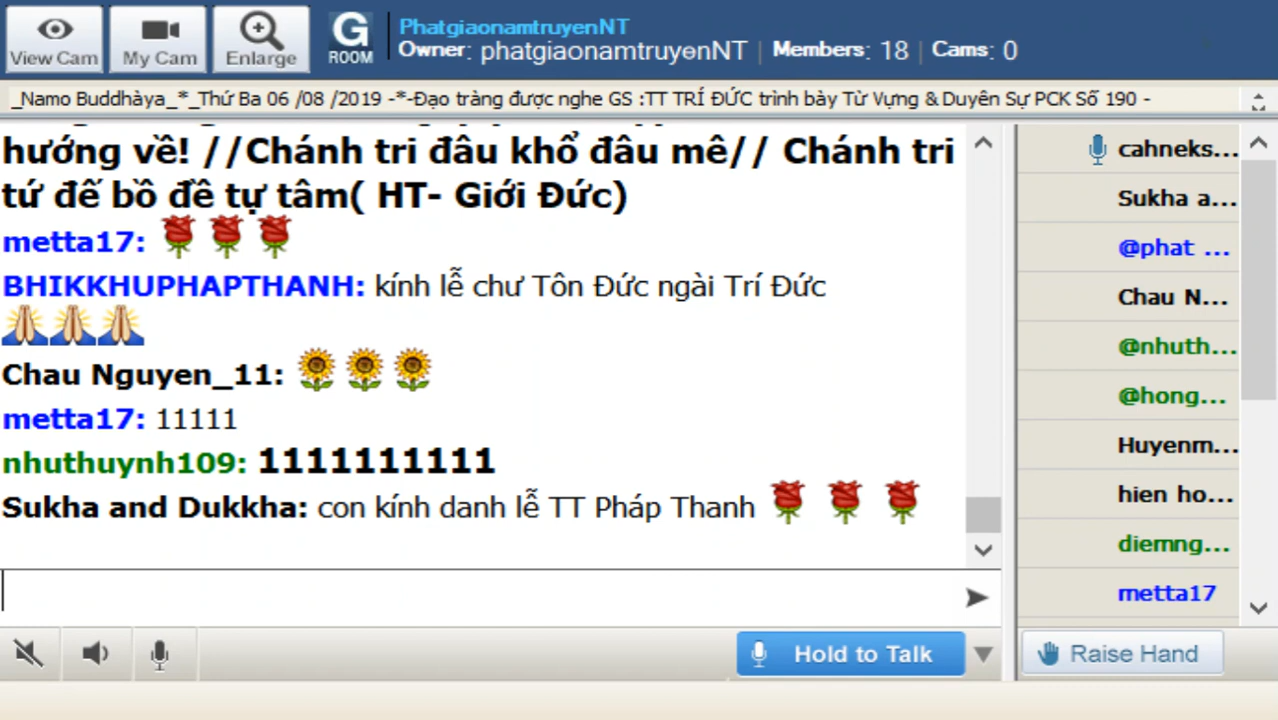 View Cam
My Cam
Enlarge
G
ROOM
PhatgiaonamtruyenNT
Owner: phatgiaonamtruyenNT | Members: 18 | Cams: 0
_Namo Buddhàya_*_Thứ Ba 06 /08 /2019 -*-Đạo tràng được nghe GS :TT TRÍ ĐỨC trình bày Từ Vựng & Duyên Sự PCK Số 190 -
hướng về! //Chánh tri đâu khổ đâu mê// Chánh tri
tứ đế bồ đề tự tâm( HT- Giới Đức)
metta17:
BHIKKHUPHAPTHANH: kính lễ chư Tôn Đức ngài Trí Đức
Chau Nguyen_11:
metta17: 11111
nhuthuynh109: 1111111111
Sukha and Dukkha: con kính danh lễ TT Pháp Thanh
cahneks...
Sukha a...
@phat ...
Chau N...
@nhuth...
@hong...
Huyenm...
hien ho...
diemng...
metta17
Hold to Talk
Raise Hand